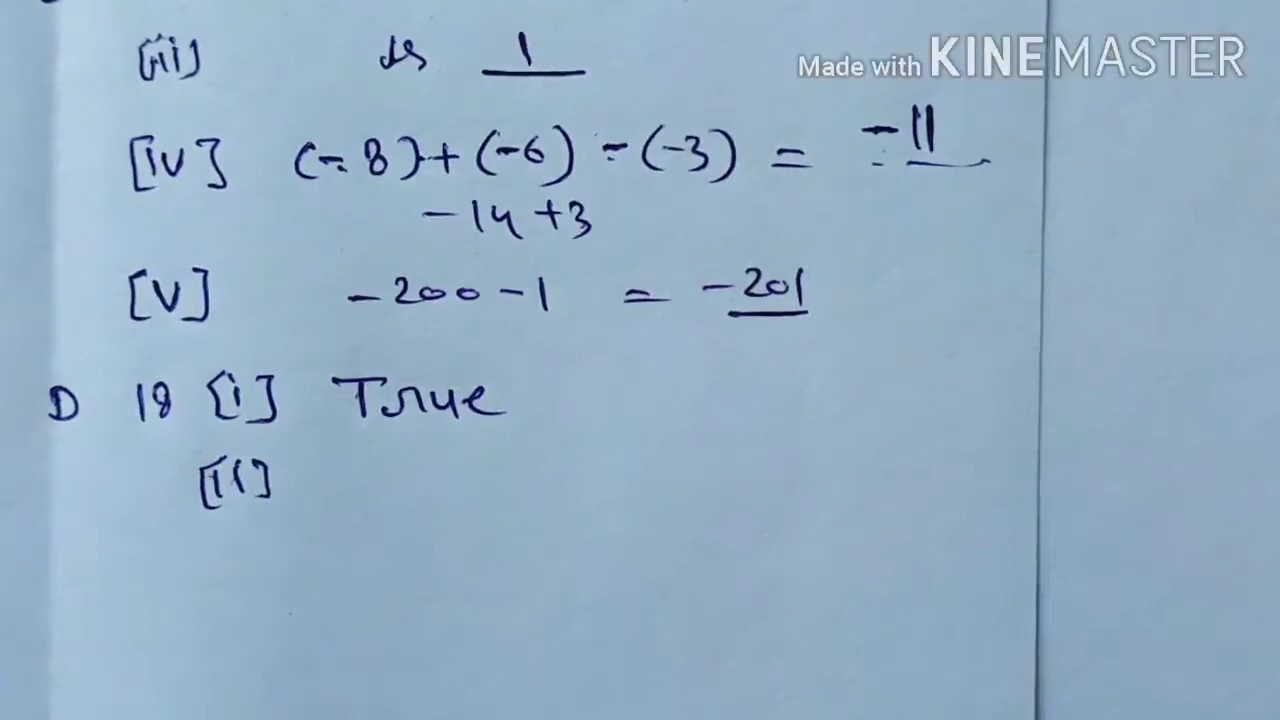 Made with KINEMASTER
[iii] is 1
[iv] (-8)+(-6)-(-3) = -11
-14+3
[V] -200-1 = -201
D 18 [i] True
[ii]